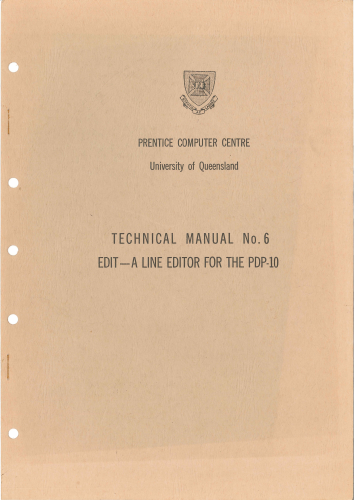 PRENTICE COMPUTER CENTRE
University of Queensland
TECHNICAL MANUAL No. 6
EDIT—A LINE EDITOR FOR THE PDP-10